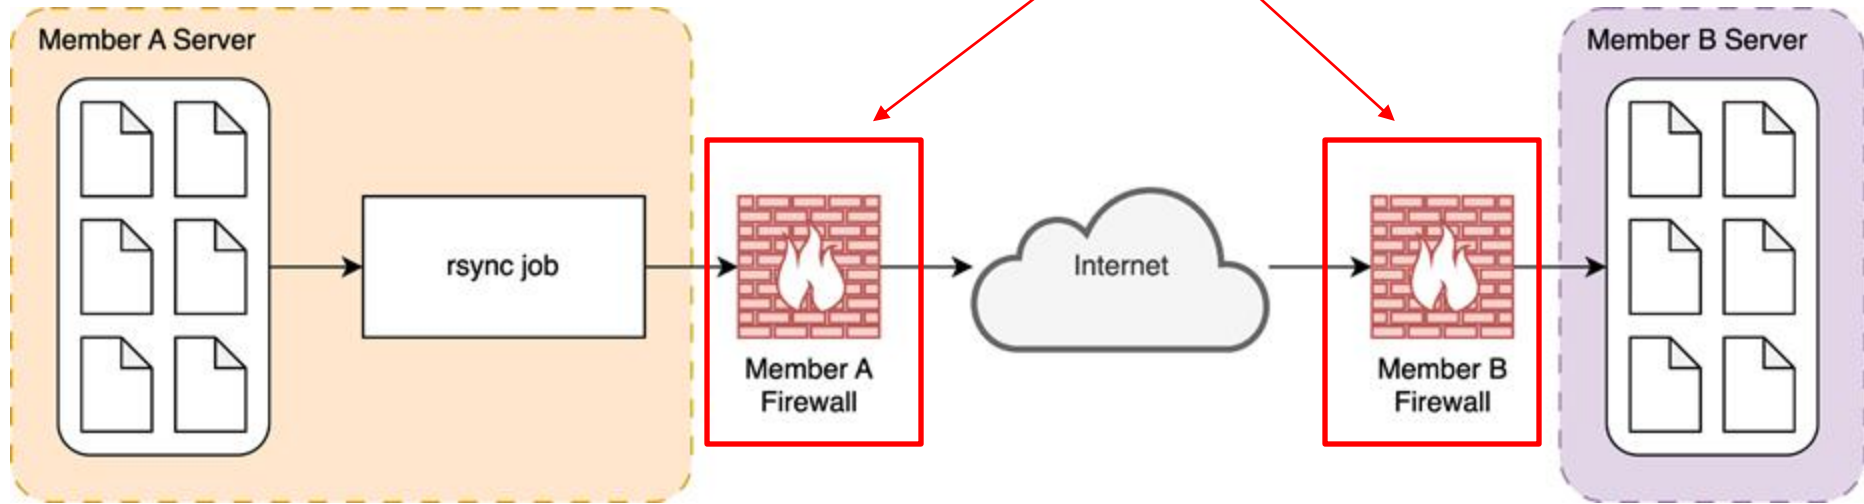 Member A Server
Member B Server
rsync job
Internet
Member A
Firewall
Member B
Firewall